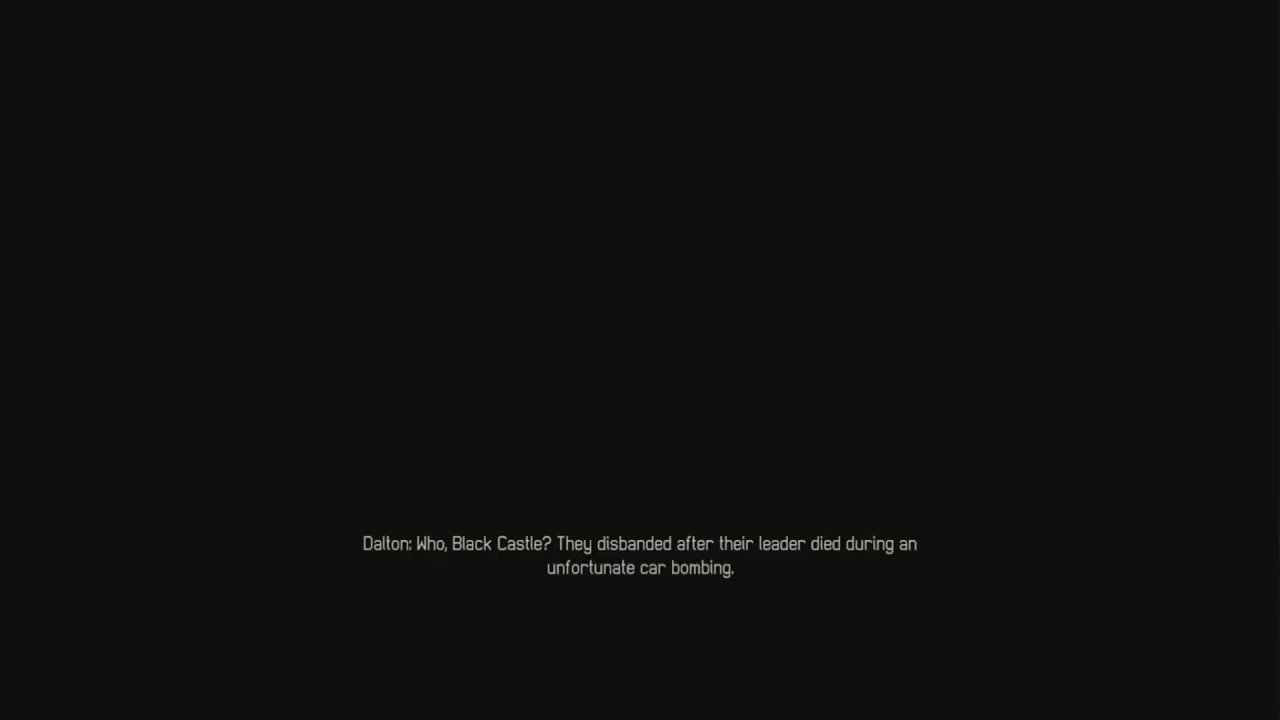 Dalton: Who, Black Castle? They disbanded after their leader died during an
unfortunate car bombing.